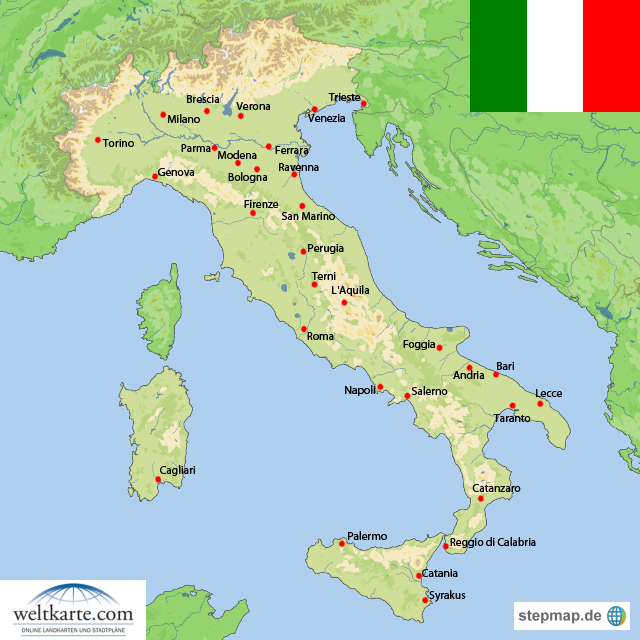 Trieste
Brescia
Verona
Milano
Venezia
Torino
Parma
Modena
Ferrara
Bologna
Ravenna
Genova
Firenze
San Marino
Perugia
Terni
L'Aquila
Roma
Foggia
Bari
Andria
Napoli
Salerno
Lecce
Taranto
Cagliari
Catanzaro
Palermo
Reggio di Calabria
Catania
Syrakus
weltkarte.com
ONLINE LANDKARTEN UND STADTPLÄNE
stepmap.de